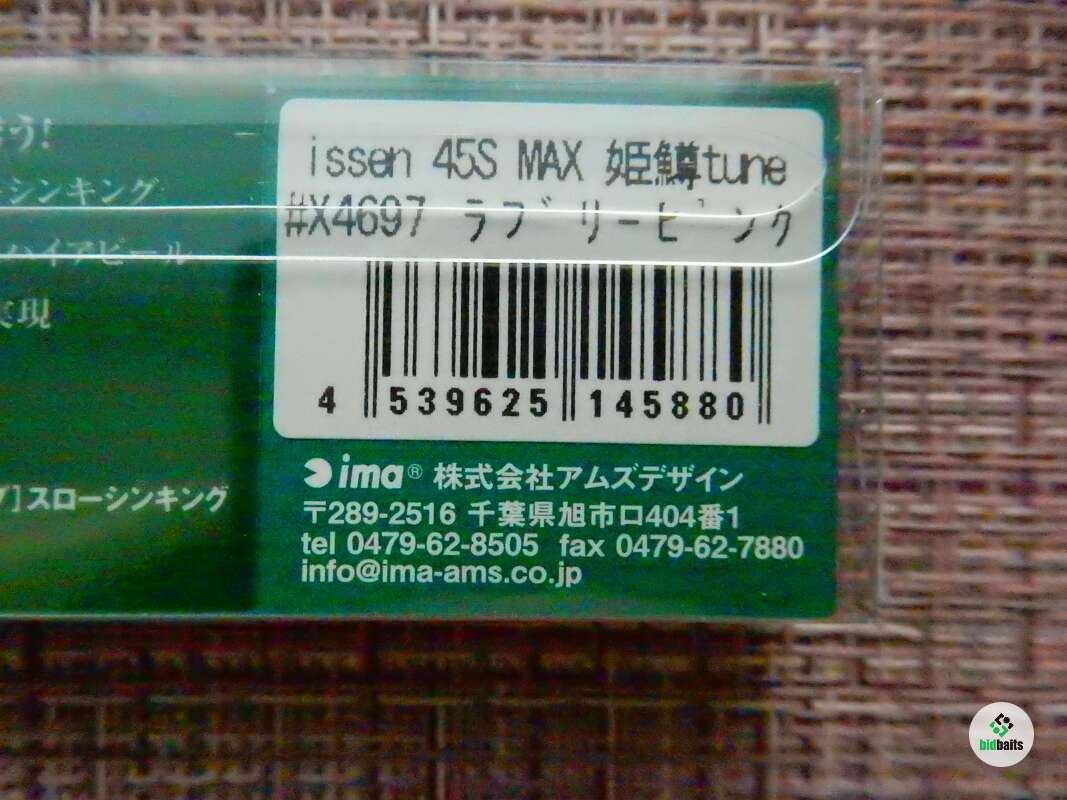 う!
シンキング
ハイアピール
実現
issen 45S MAX 姫鱒tune
#X4697 ラブリーピンク
4 539625 145880
]スローシンキング
ima® 株式会社アムズデザイン
〒289-2516 千葉県旭市ロ404番1
tel 0479-62-8505 fax 0479-62-7880
info@ima-ams.co.jp
bidbaits